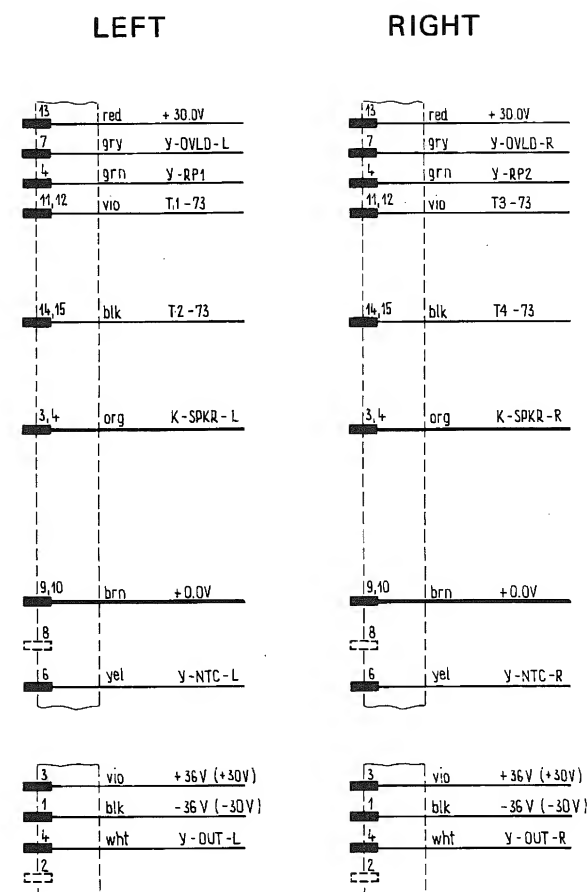 LEFT
RIGHT
13 red +30.0V
7 gry Y-OVLD-L
4 grn Y-RP1
11,12 vio T1-73
14,15 blk T2-73
3,4 org K-SPKR-L
9,10 brn +0.0V
8
6 yel Y-NTC-L
3 vio +36V (+30V)
1 blk -36V (-30V)
4 wht Y-OUT-L
2
13 red +30.0V
7 gry Y-OVLD-R
4 grn Y-RP2
11,12 vio T3-73
14,15 blk T4-73
3,4 org K-SPKR-R
9,10 brn +0.0V
8
6 yel Y-NTC-R
3 vio +36V (+30V)
1 blk -36V (-30V)
4 wht Y-OUT-R
2